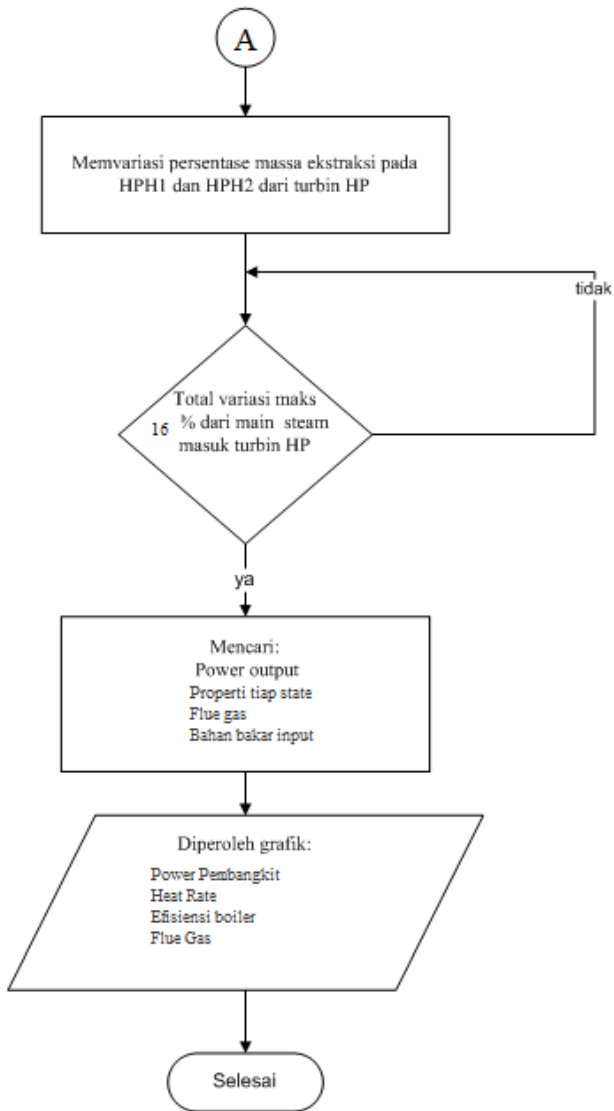 A
Memvariasi persentase massa ekstraksi pada
HPH1 dan HPH2 dari turbin HP
tidak
Total variasi maks
16 % dari main steam
masuk turbin HP
ya
Mencari:
Power output
Properti tiap state
Flue gas
Bahan bakar input
Diperoleh grafik:
Power Pembangkit
Heat Rate
Efisiensi boiler
Flue Gas
Selesai